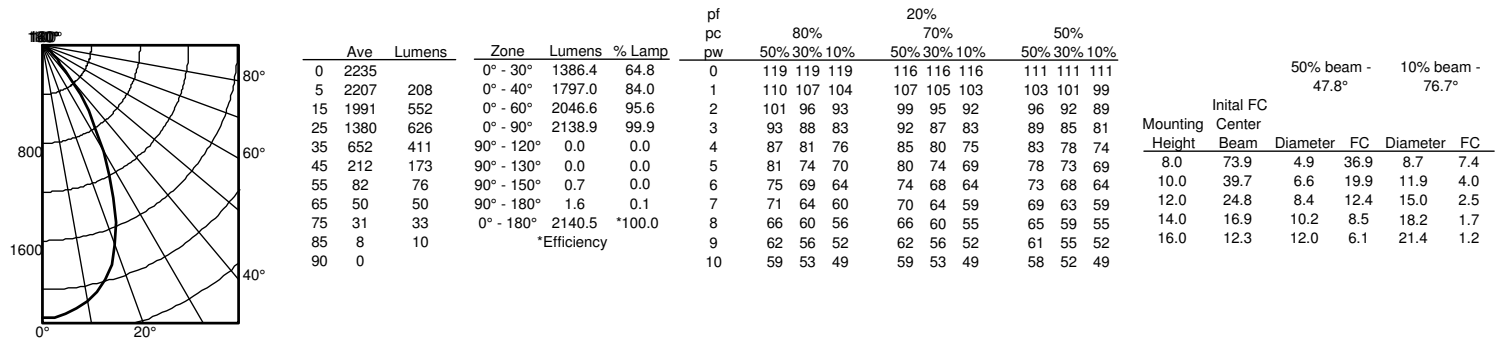 80°
60°
40°
20°
0°
800
1600
Ave Lumens
0 2235
5 2207 208
15 1991 552
25 1380 626
35 652 411
45 212 173
55 82 76
65 50 50
75 31 33
85 8 10
90 0
Zone Lumens % Lamp
0° - 30° 1386.4 64.8
0° - 40° 1797.0 84.0
0° - 60° 2046.6 95.6
0° - 90° 2138.9 99.9
90° - 120° 0.0 0.0
90° - 130° 0.0 0.0
90° - 150° 0.7 0.0
90° - 180° 1.6 0.1
0° - 180° 2140.5 *100.0
*Efficiency
pf 20%
pc 80% 70% 50%
pw 50% 30% 10% 50% 30% 10% 50% 30% 10%
0 119 119 119 116 116 116 111 111 111
1 110 107 104 107 105 103 103 101 99
2 101 96 93 99 95 92 96 92 89
3 93 88 83 92 87 83 89 85 81
4 87 81 76 85 80 75 83 78 74
5 81 74 70 80 74 69 78 73 69
6 75 69 64 74 68 64 73 68 64
7 71 64 60 70 64 59 69 63 59
8 66 60 56 66 60 55 65 59 55
9 62 56 52 62 56 52 61 55 52
10 59 53 49 59 53 49 58 52 49
50% beam - 10% beam -
47.8° 76.7°
Inital FC
Mounting Center
Height Beam Diameter FC Diameter FC
8.0 73.9 4.9 36.9 8.7 7.4
10.0 39.7 6.6 19.9 11.9 4.0
12.0 24.8 8.4 12.4 15.0 2.5
14.0 16.9 10.2 8.5 18.2 1.7
16.0 12.3 12.0 6.1 21.4 1.2